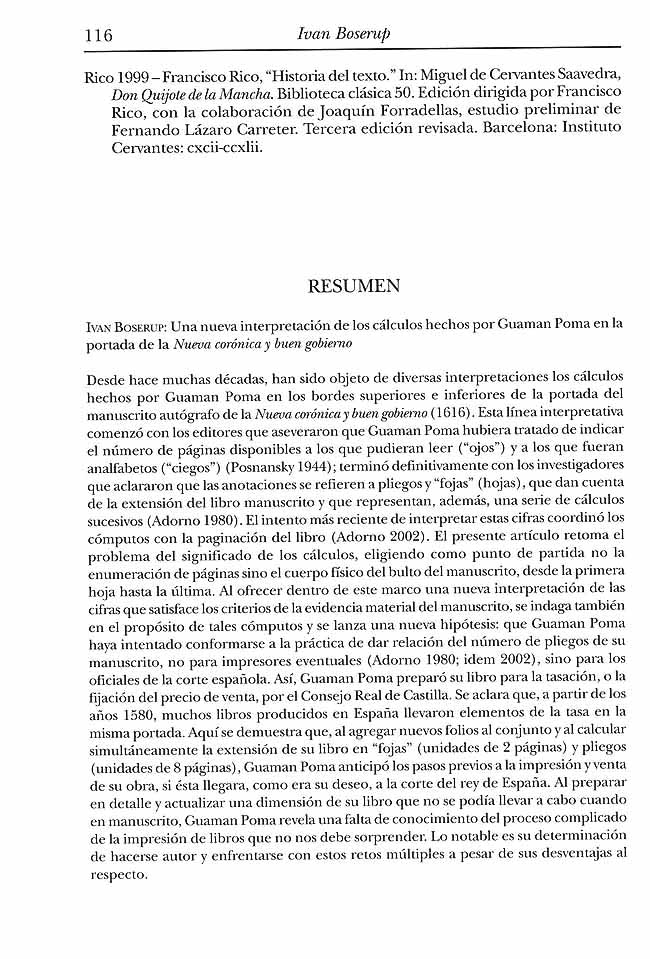 116 Ivan Boserup
Rico 1999 – Francisco Rico, “Historia del texto.” In: Miguel de Cervantes Saavedra,
Don Quijote de la Mancha. Biblioteca clásica 50. Edición dirigida por Francisco
Rico, con la colaboración de Joaquín Forradellas, estudio preliminar de
Fernando Lázaro Carreter. Tercera edición revisada. Barcelona: Instituto
Cervantes: cxcii-ccxlii.
RESUMEN
IVAN BOSERUP: Una nueva interpretación de los cálculos hechos por Guaman Poma en la
portada de la Nueva corónica y buen gobierno
Desde hace muchas décadas, han sido objeto de diversas interpretaciones los cálculos
hechos por Guaman Poma en los bordes superiores e inferiores de la portada del
manuscrito autógrafo de la Nueva corónica y buen gobierno (1616). Esta línea interpretativa
comenzó con los editores que aseveraron que Guaman Poma hubiera tratado de indicar
el número de páginas disponibles a los que pudieran leer (“ojos”) y a los que fueran
analfabetos (“ciegos”) (Posnansky 1944); terminó definitivamente con los investigadores
que aclararon que las anotaciones se refieren a pliegos y “fojas” (hojas), que dan cuenta
de la extensión del libro manuscrito y que representan, además, una serie de cálculos
sucesivos (Adorno 1980). El intento más reciente de interpretar estas cifras coordinó los
cómputos con la paginación del libro (Adorno 2002). El presente artículo retoma el
problema del significado de los cálculos, eligiendo como punto de partida no la
enumeración de páginas sino el cuerpo físico del bulto del manuscrito, desde la primera
hoja hasta la última. Al ofrecer dentro de este marco una nueva interpretación de las
cifras que satisface los criterios de la evidencia material del manuscrito, se indaga también
en el propósito de tales cómputos y se lanza una nueva hipótesis: que Guaman Poma
haya intentado conformarse a la práctica de dar relación del número de pliegos de su
manuscrito, no para impresores eventuales (Adorno 1980; idem 2002), sino para los
oficiales de la corte española. Así, Guaman Poma preparó su libro para la tasación, o la
fijación del precio de venta, por el Consejo Real de Castilla. Se aclara que, a partir de los
años 1580, muchos libros producidos en España llevaron elementos de la tasa en la
misma portada. Aquí se demuestra que, al agregar nuevos folios al conjunto y al calcular
simultáneamente la extensión de su libro en “fojas” (unidades de 2 páginas) y pliegos
(unidades de 8 páginas), Guaman Poma anticipó los pasos previos a la impresión y venta
de su obra, si ésta llegara, como era su deseo, a la corte del rey de España. Al preparar
en detalle y actualizar una dimensión de su libro que no se podía llevar a cabo cuando
en manuscrito, Guaman Poma revela una falta de conocimiento del proceso complicado
de la impresión de libros que no nos debe sorprender. Lo notable es su determinación
de hacerse autor y enfrentarse con estos retos múltiples a pesar de sus desventajas al
respecto.